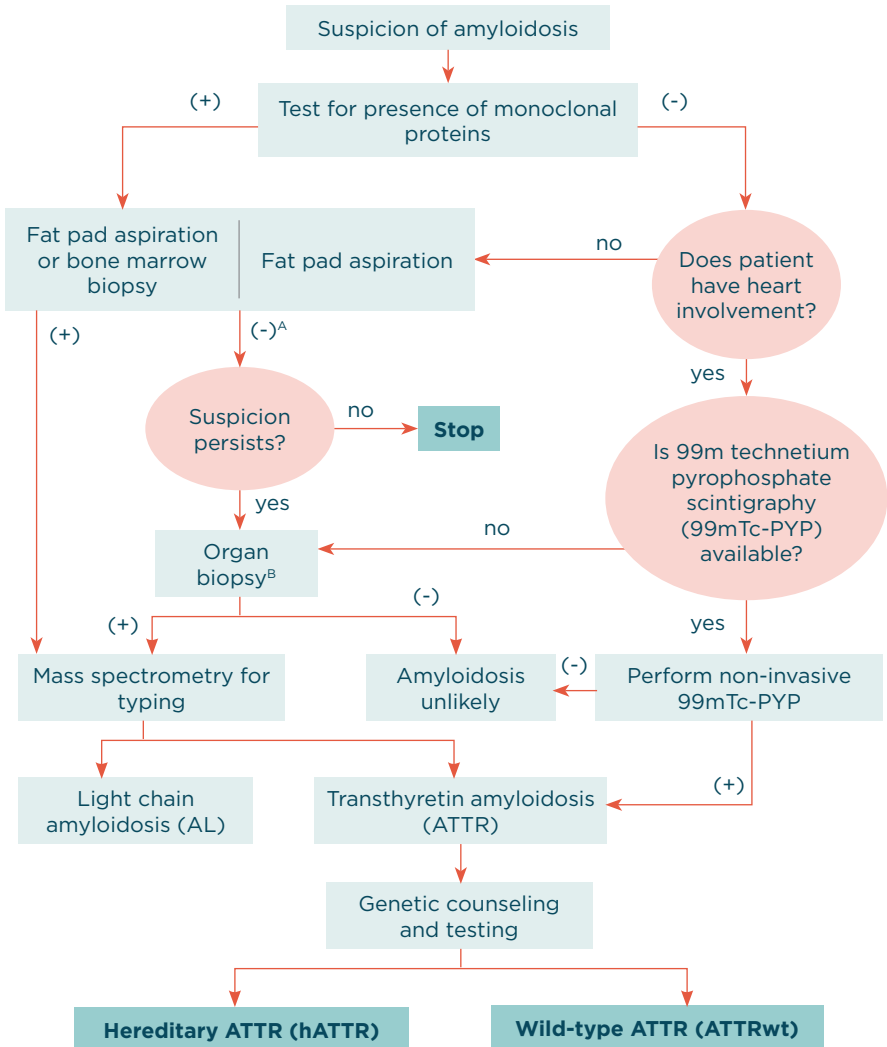 Suspicion of amyloidosis
(+)
(-)
Test for presence of monoclonal
proteins
Fat pad aspiration
or bone marrow
biopsy
Fat pad aspiration
no
Does patient
have heart
involvement?
(+)
(-)ᴬ
yes
Suspicion
persists?
no
Stop
Is 99m technetium
pyrophosphate
scintigraphy
(99mTc-PYP)
available?
yes
no
Organ
biopsyᴮ
(-)
(+)
yes
Mass spectrometry for
typing
Amyloidosis
unlikely
(-)
Perform non-invasive
99mTc-PYP
(+)
Light chain
amyloidosis (AL)
Transthyretin amyloidosis
(ATTR)
Genetic counseling
and testing
Hereditary ATTR (hATTR)
Wild-type ATTR (ATTRwt)